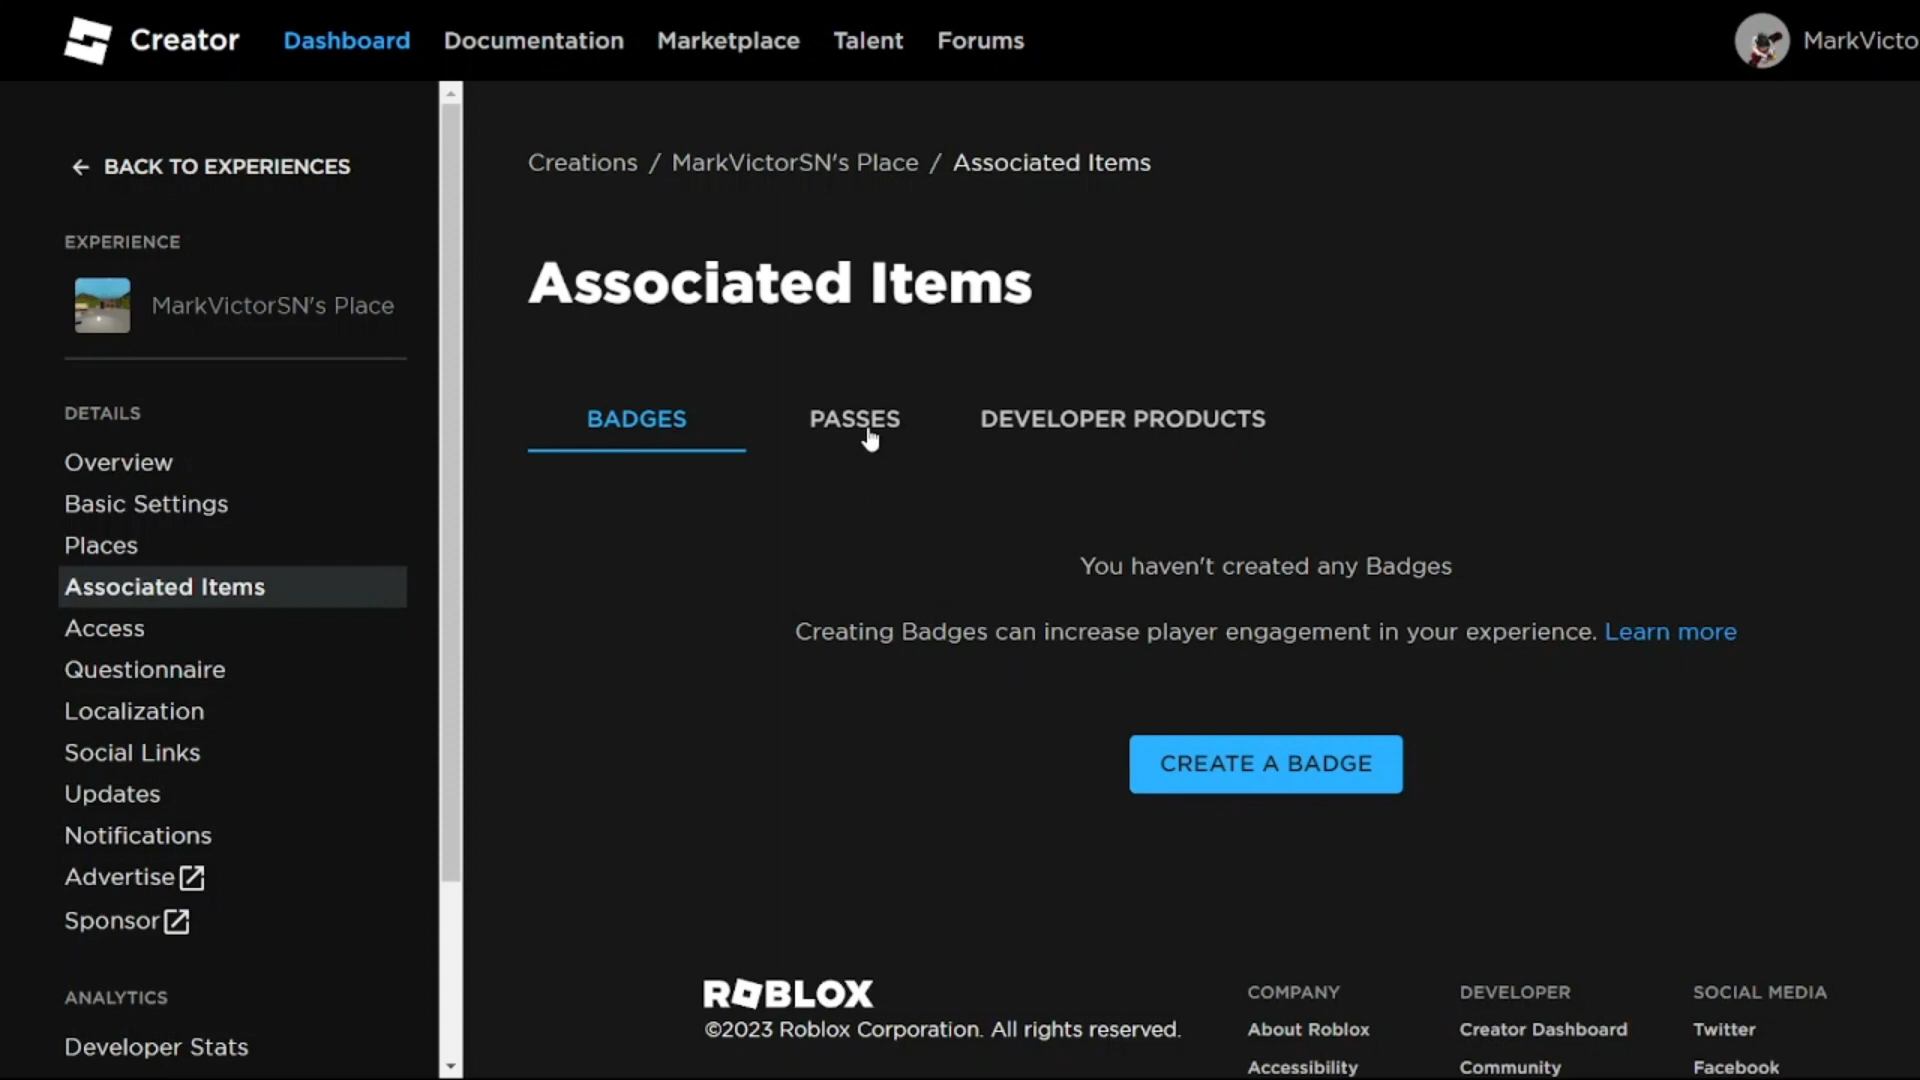 Creator Dashboard Documentation Marketplace Talent Forums MarkVicto
← BACK TO EXPERIENCES
EXPERIENCE
MarkVictorSN's Place
DETAILS
Overview
Basic Settings
Places
Associated Items
Access
Questionnaire
Localization
Social Links
Updates
Notifications
Advertise
Sponsor
ANALYTICS
Developer Stats
Creations / MarkVictorSN's Place / Associated Items
Associated Items
BADGES PASSES DEVELOPER PRODUCTS
You haven't created any Badges
Creating Badges can increase player engagement in your experience. Learn more
CREATE A BADGE
ROBLOX
©2023 Roblox Corporation. All rights reserved.
COMPANY
About Roblox
Accessibility
DEVELOPER
Creator Dashboard
Community
SOCIAL MEDIA
Twitter
Facebook